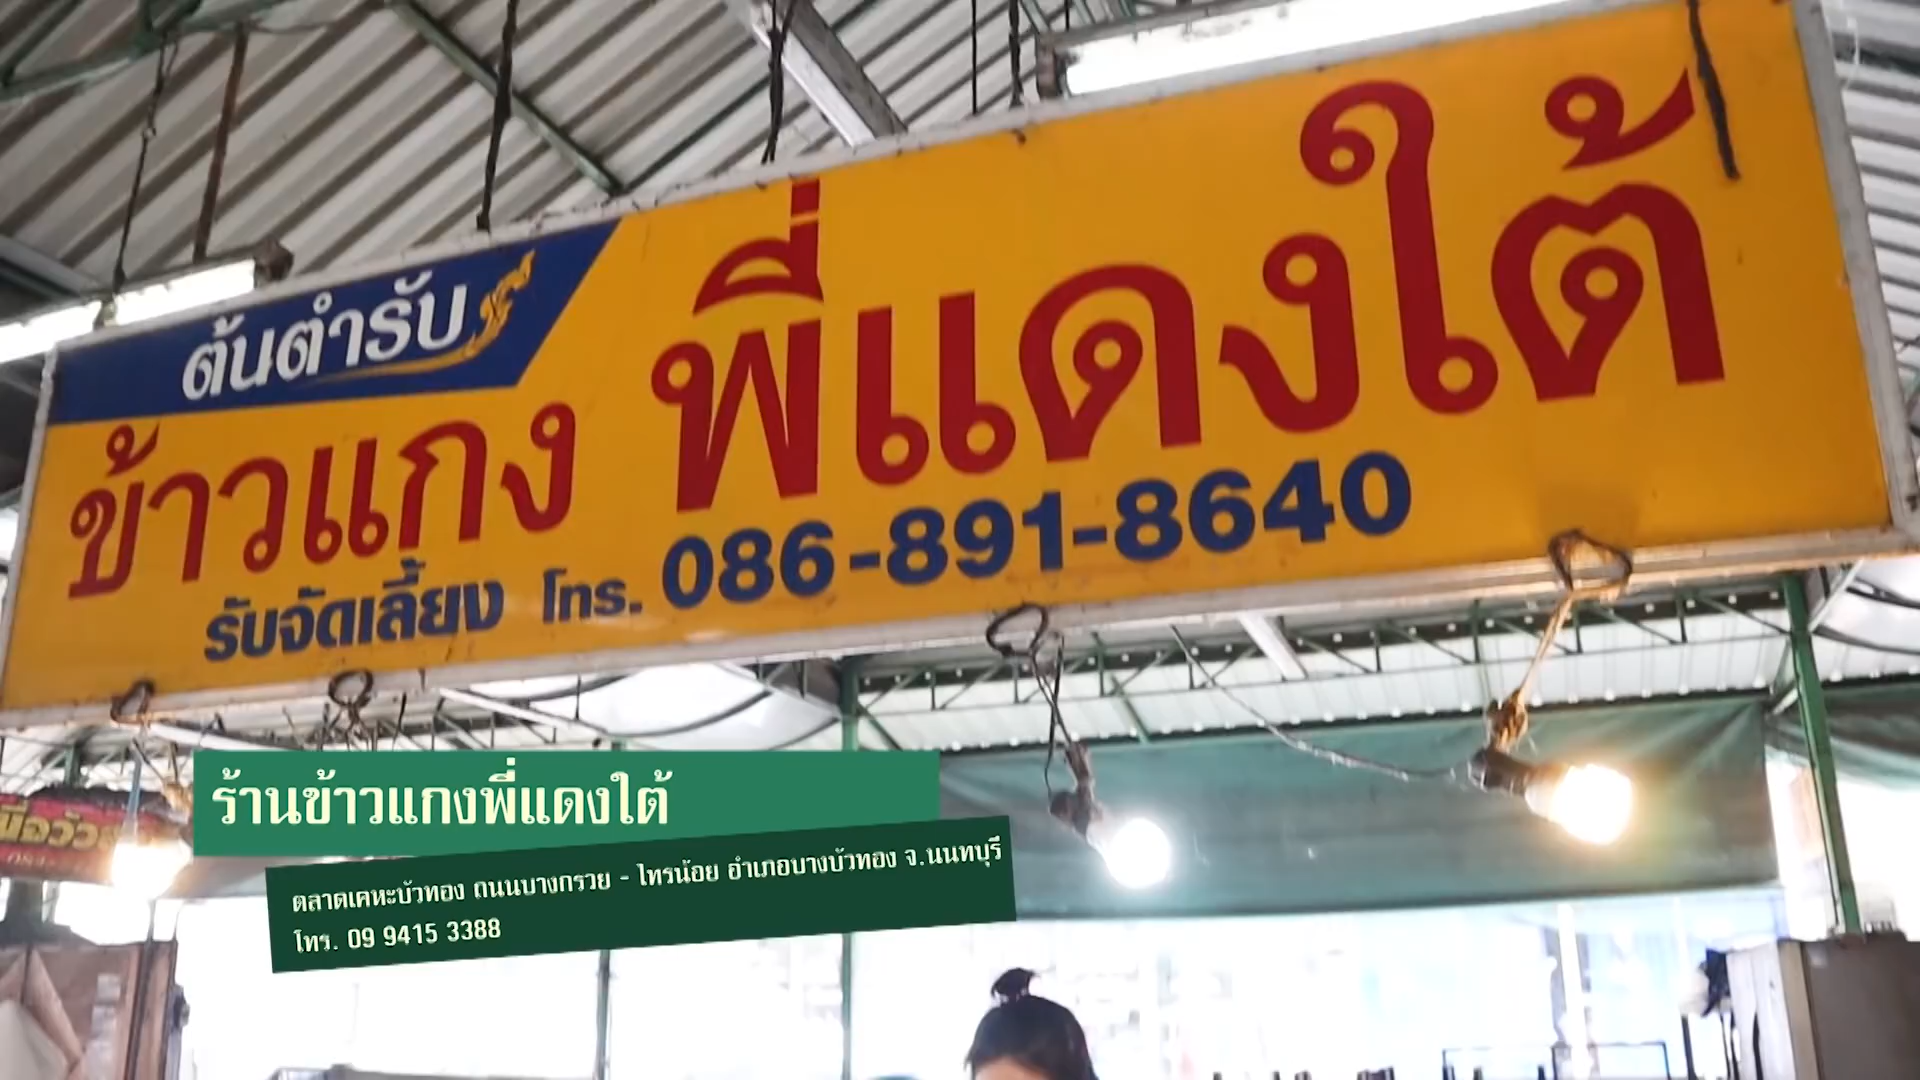 ต้นตำรับ
ข้าวแกง พี่แดงใต้
รับจัดเลี้ยง โทร. 086-891-8640
ร้านข้าวแกงพี่แดงใต้
ตลาดเคหะบัวทอง ถนนบางกรวย - ไทรน้อย อำเภอบางบัวทอง จ.นนทบุรี
โทร. 09 9415 3388